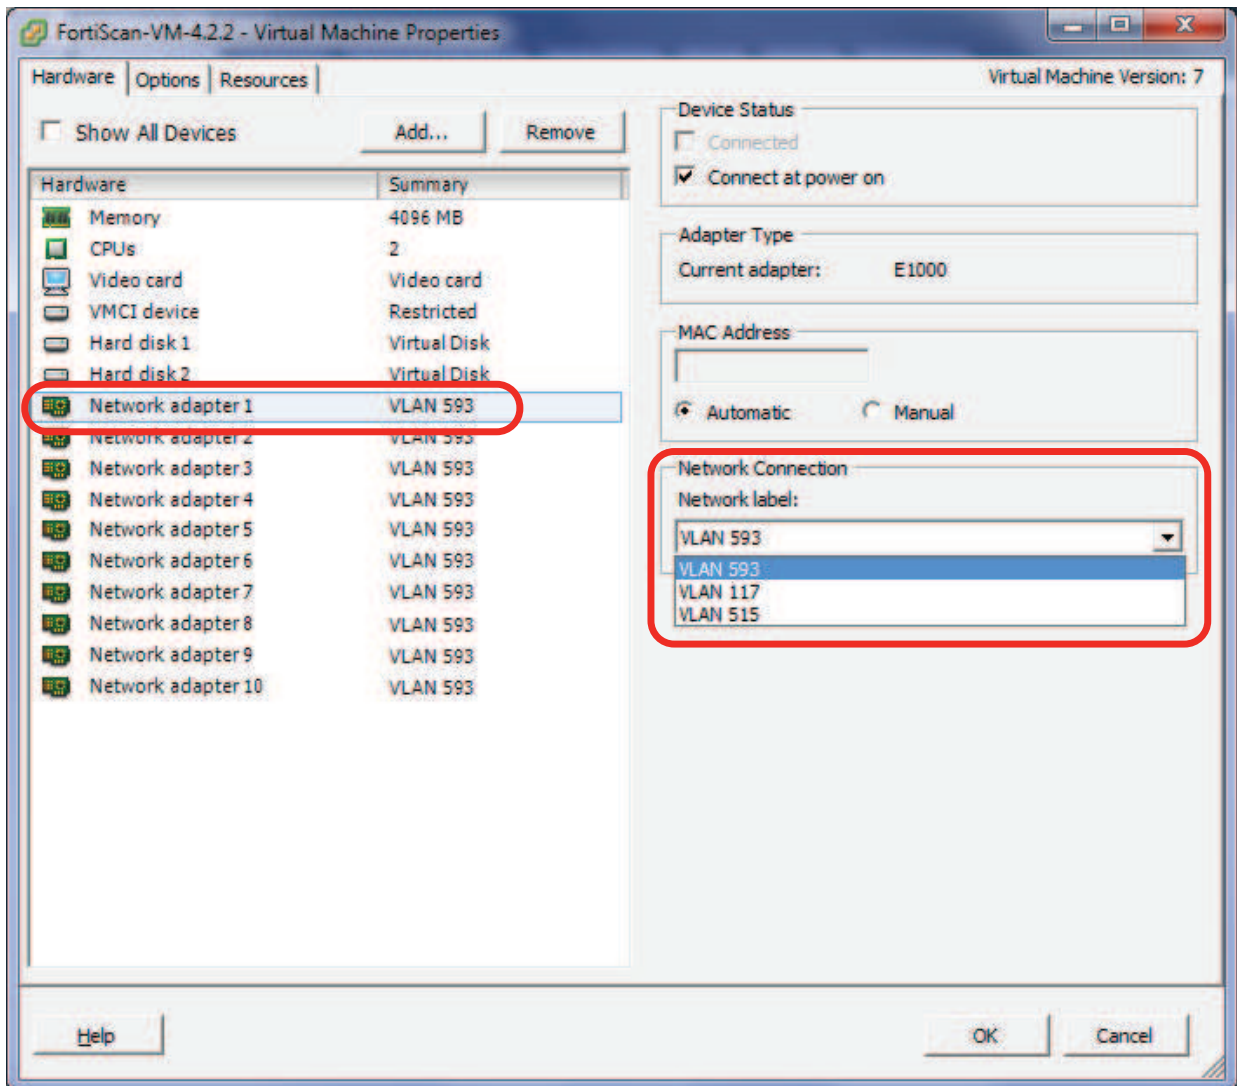 FortiScan-VM-4.2.2 - Virtual Machine Properties
Hardware Options Resources
Virtual Machine Version: 7
Show All Devices
Add...
Remove
Hardware Summary
Memory 4096 MB
CPUs 2
Video card Video card
VMCI device Restricted
Hard disk 1 Virtual Disk
Hard disk 2 Virtual Disk
Network adapter 1 VLAN 593
Network adapter 2 VLAN 593
Network adapter 3 VLAN 593
Network adapter 4 VLAN 593
Network adapter 5 VLAN 593
Network adapter 6 VLAN 593
Network adapter 7 VLAN 593
Network adapter 8 VLAN 593
Network adapter 9 VLAN 593
Network adapter 10 VLAN 593
Device Status
Connected
Connect at power on
Adapter Type
Current adapter: E1000
MAC Address
Automatic Manual
Network Connection
Network label:
VLAN 593
VLAN 593
VLAN 117
VLAN 515
Help
OK
Cancel